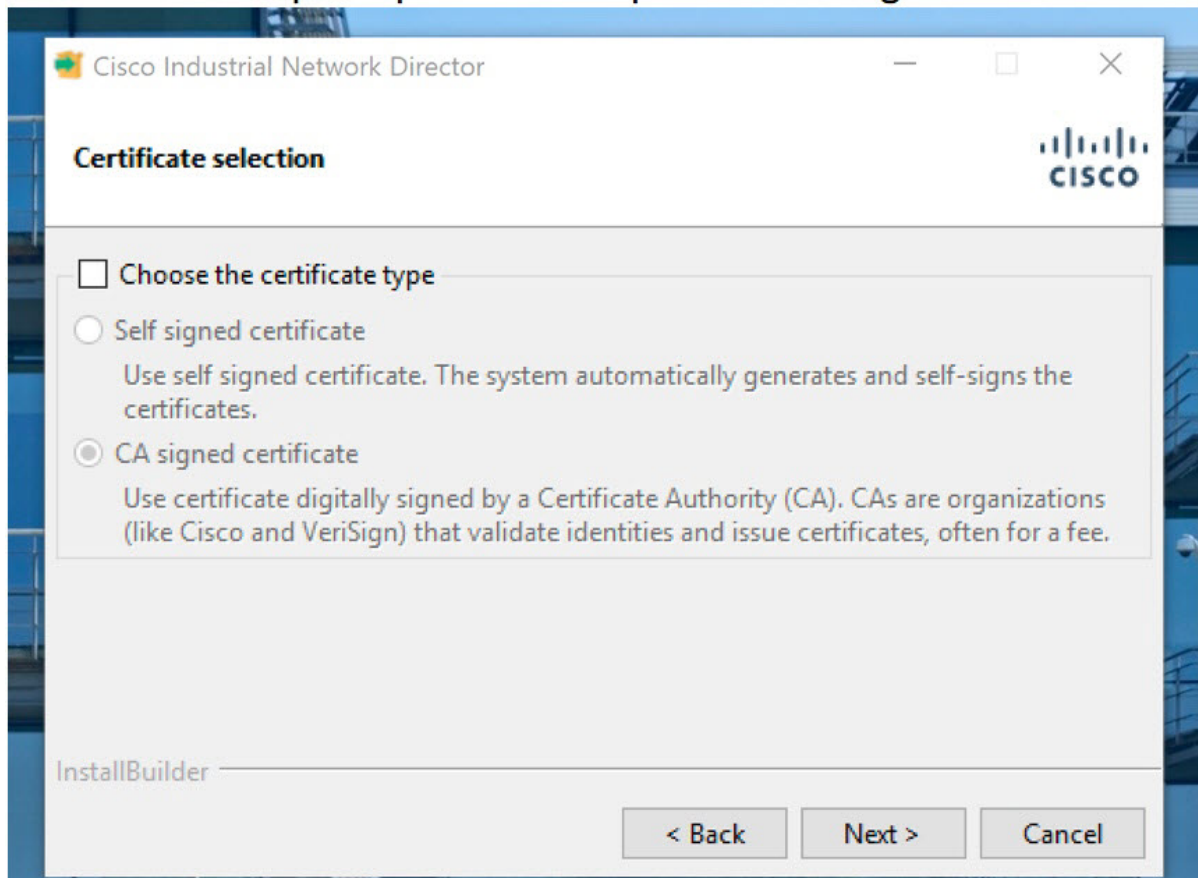 Cisco Industrial Network Director
Certificate selection
CISCO
Choose the certificate type
Self signed certificate
Use self signed certificate. The system automatically generates and self-signs the
certificates.
CA signed certificate
Use certificate digitally signed by a Certificate Authority (CA). CAs are organizations
(like Cisco and VeriSign) that validate identities and issue certificates, often for a fee.
InstallBuilder
< Back
Next >
Cancel